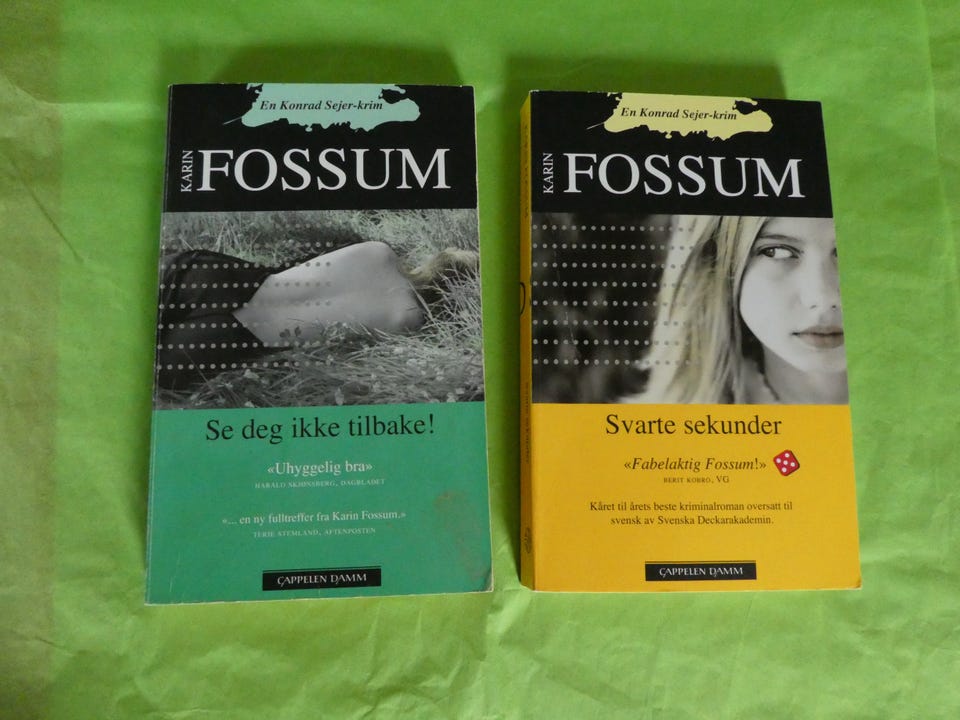 En Konrad Sejer-krim
KARIN
FOSSUM
Se deg ikke tilbake!
«Uhyggelig bra»
HARALD SKJØNSBERG, DAGBLADET
«... en ny fulltreffer fra Karin Fossum.»
TERJE STEMLAND, AFTENPOSTEN
CAPPELEN DAMM
En Konrad Sejer-krim
KARIN
FOSSUM
Svarte sekunder
«Fabelaktig Fossum!»
BERIT KOBRO, VG
Kåret til årets beste kriminalroman oversatt til
svensk av Svenska Deckarakademin.
CAPPELEN DAMM